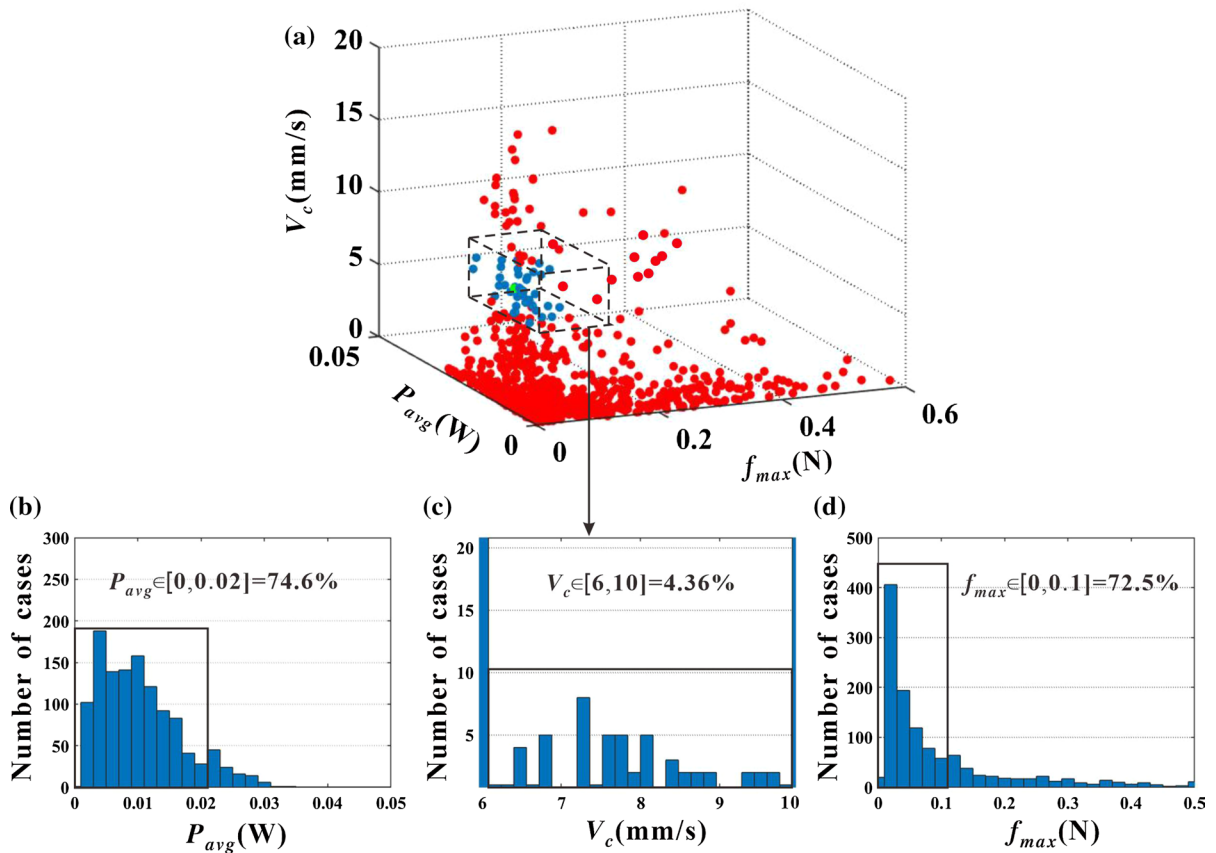 (a)
20
15
10
5
0
V_c(mm/s)
0.05
0
P_avg(W)
0
0.2
0.4
0.6
f_max(N)
(b)
300
250
200
150
100
50
0
Number of cases
P_avg∈[0,0.02]=74.6%
0
0.01
0.02
0.03
0.04
0.05
P_avg(W)
(c)
20
15
10
5
0
Number of cases
V_c∈[6,10]=4.36%
6
7
8
9
10
V_c(mm/s)
(d)
500
400
300
200
100
0
Number of cases
f_max∈[0,0.1]=72.5%
0
0.1
0.2
0.3
0.4
0.5
f_max(N)